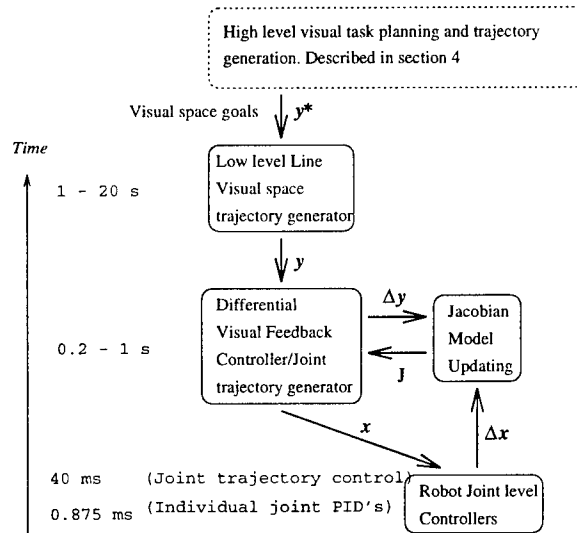 High level visual task planning and trajectory
generation. Described in section 4
Visual space goals
y*
Time
Low level Line
Visual space
trajectory generator
1 - 20 s
y
Differential
Visual Feedback
Controller/Joint
trajectory generator
Δy
J
Jacobian
Model
Updating
0.2 - 1 s
x
Δx
40 ms (Joint trajectory control)
0.875 ms (Individual joint PID's)
Robot Joint level
Controllers